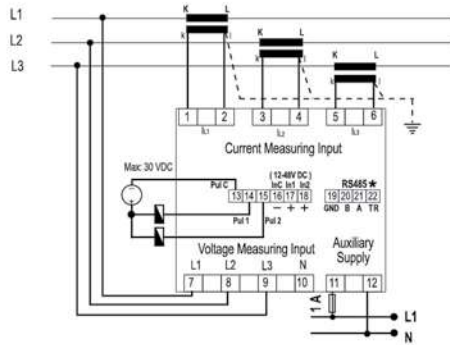 L1
L2
L3
K L
k l
K L
k l
K L
k l
1 2 3 4 5 6
IL1 IL2 IL3
Current Measuring Input
Max: 30 VDC
( 12-48V DC )
Pul C InC In1 In2 RS485 *
13 14 15 16 17 18 19 20 21 22
Pul 1 Pul 2 − + + GND B A TR
Voltage Measuring Input
Auxiliary
Supply
L1 L2 L3 N
7 8 9 10 11 12
1 A
L1
N